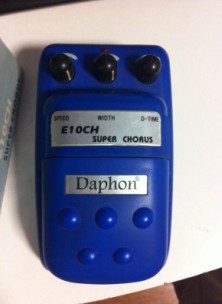 SPEED WIDTH D-TIME
E10CH
SUPER CHORUS
Daphon®